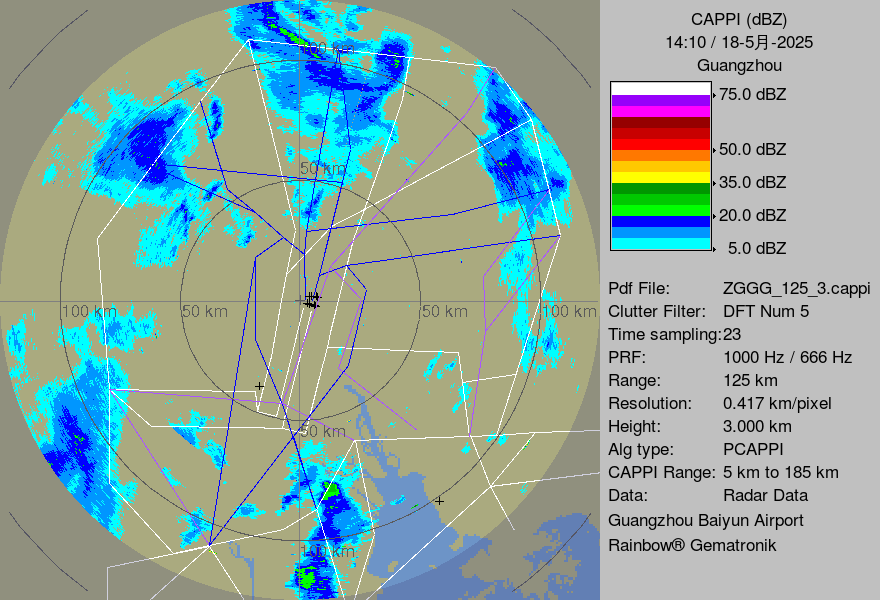 CAPPI (dBZ)
14:10 / 18-5月-2025
Guangzhou
75.0 dBZ
50.0 dBZ
35.0 dBZ
20.0 dBZ
5.0 dBZ
Pdf File: ZGGG_125_3.cappi
Clutter Filter: DFT Num 5
Time sampling:23
PRF: 1000 Hz / 666 Hz
Range: 125 km
Resolution: 0.417 km/pixel
Height: 3.000 km
Alg type: PCAPPI
CAPPI Range: 5 km to 185 km
Data: Radar Data
Guangzhou Baiyun Airport
Rainbow® Gematronik
100 km
50 km
100 km
50 km
50 km
100 km
50 km
100 km